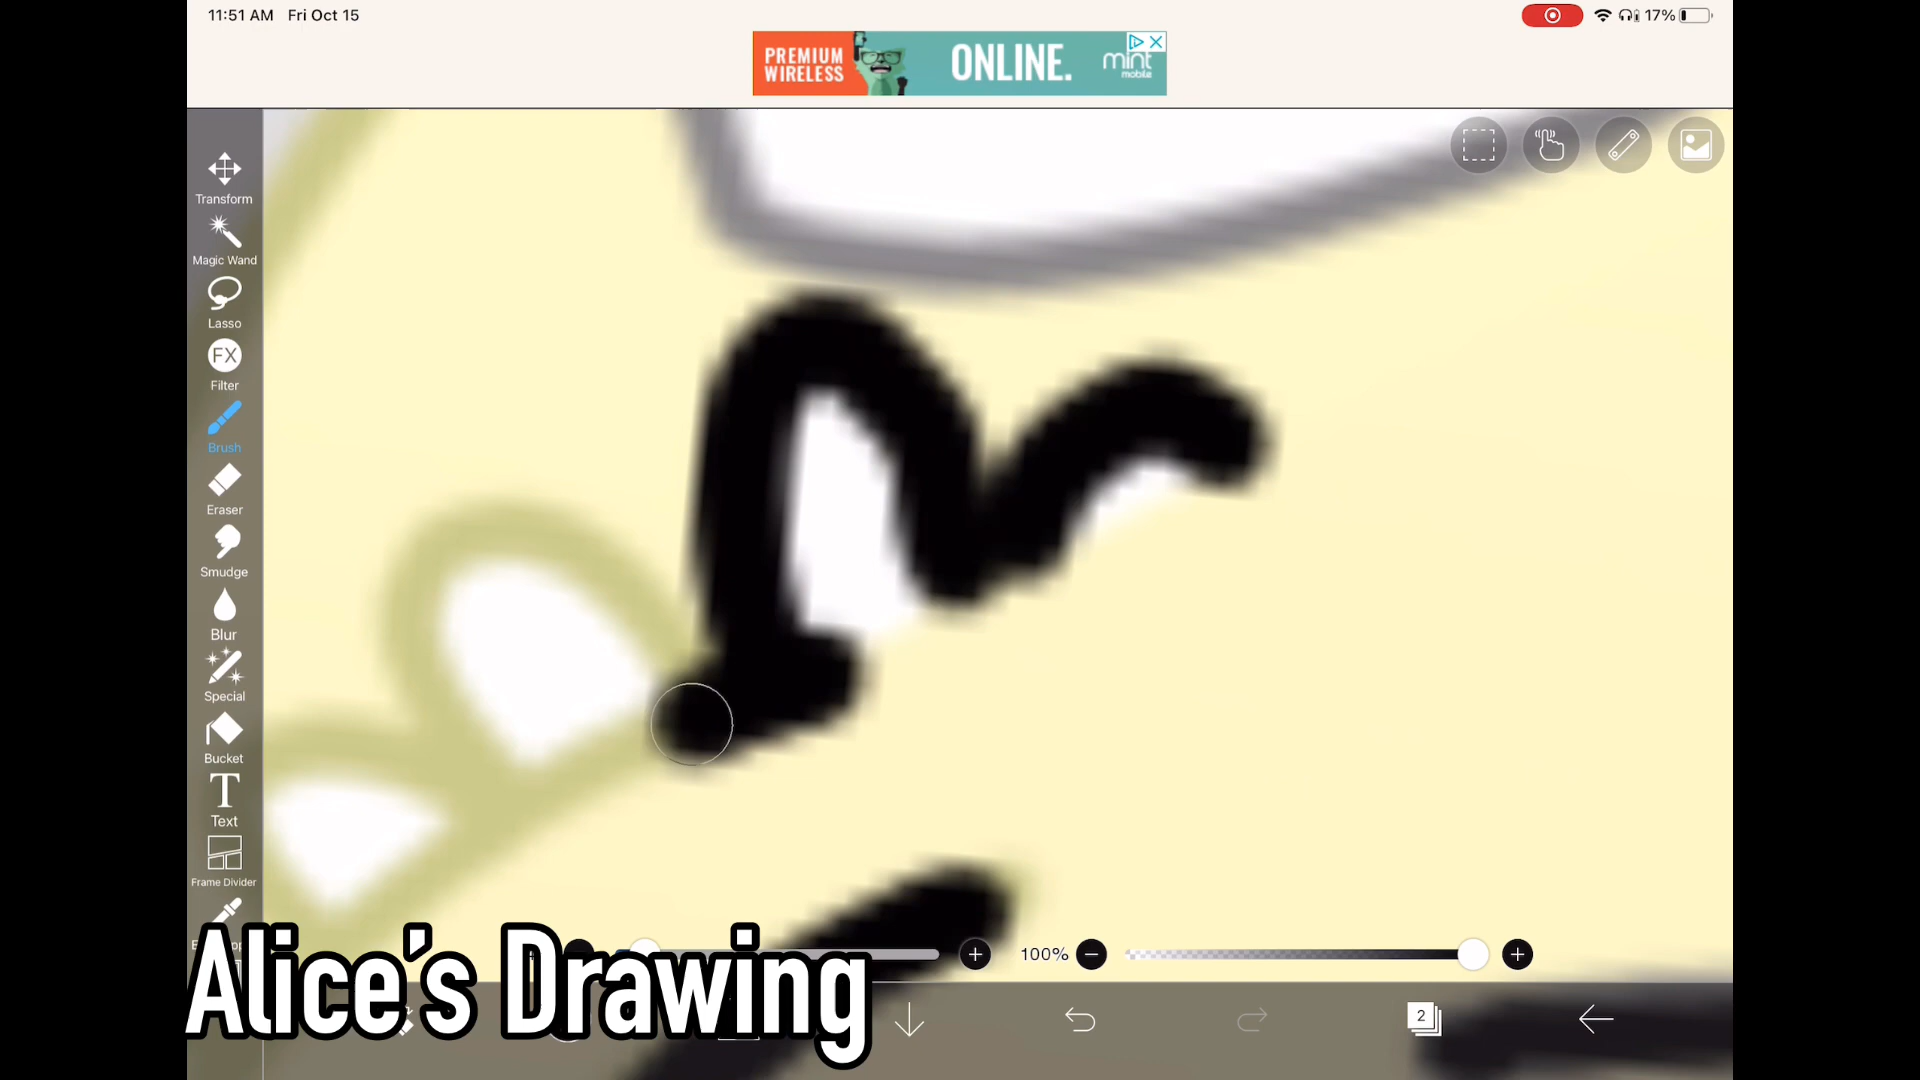 11:51 AM Fri Oct 15
17%
PREMIUM
WIRELESS
ONLINE.
mint
mobile
Transform
Magic Wand
Lasso
FX
Filter
Brush
Eraser
Smudge
Blur
Special
Bucket
T
Text
Frame Divider
100%
2
Alice's Drawing